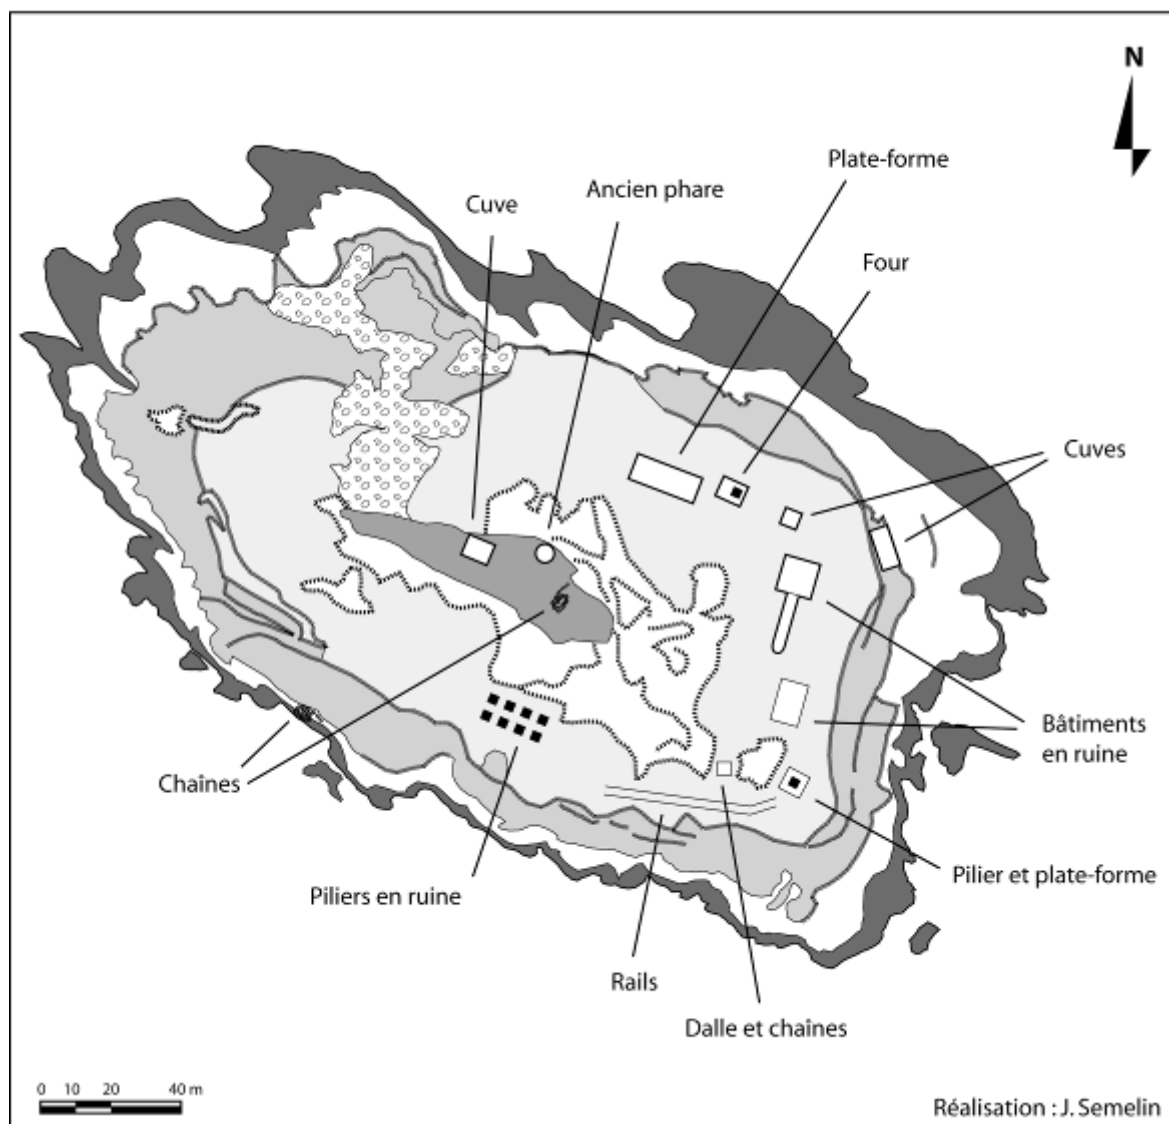 N
Plate-forme
Ancien phare
Cuve
Four
Cuves
Bâtiments
en ruine
Chaînes
Pilier et plate-forme
Piliers en ruine
Rails
Dalle et chaînes
0 10 20 40 m
Réalisation : J. Semelin